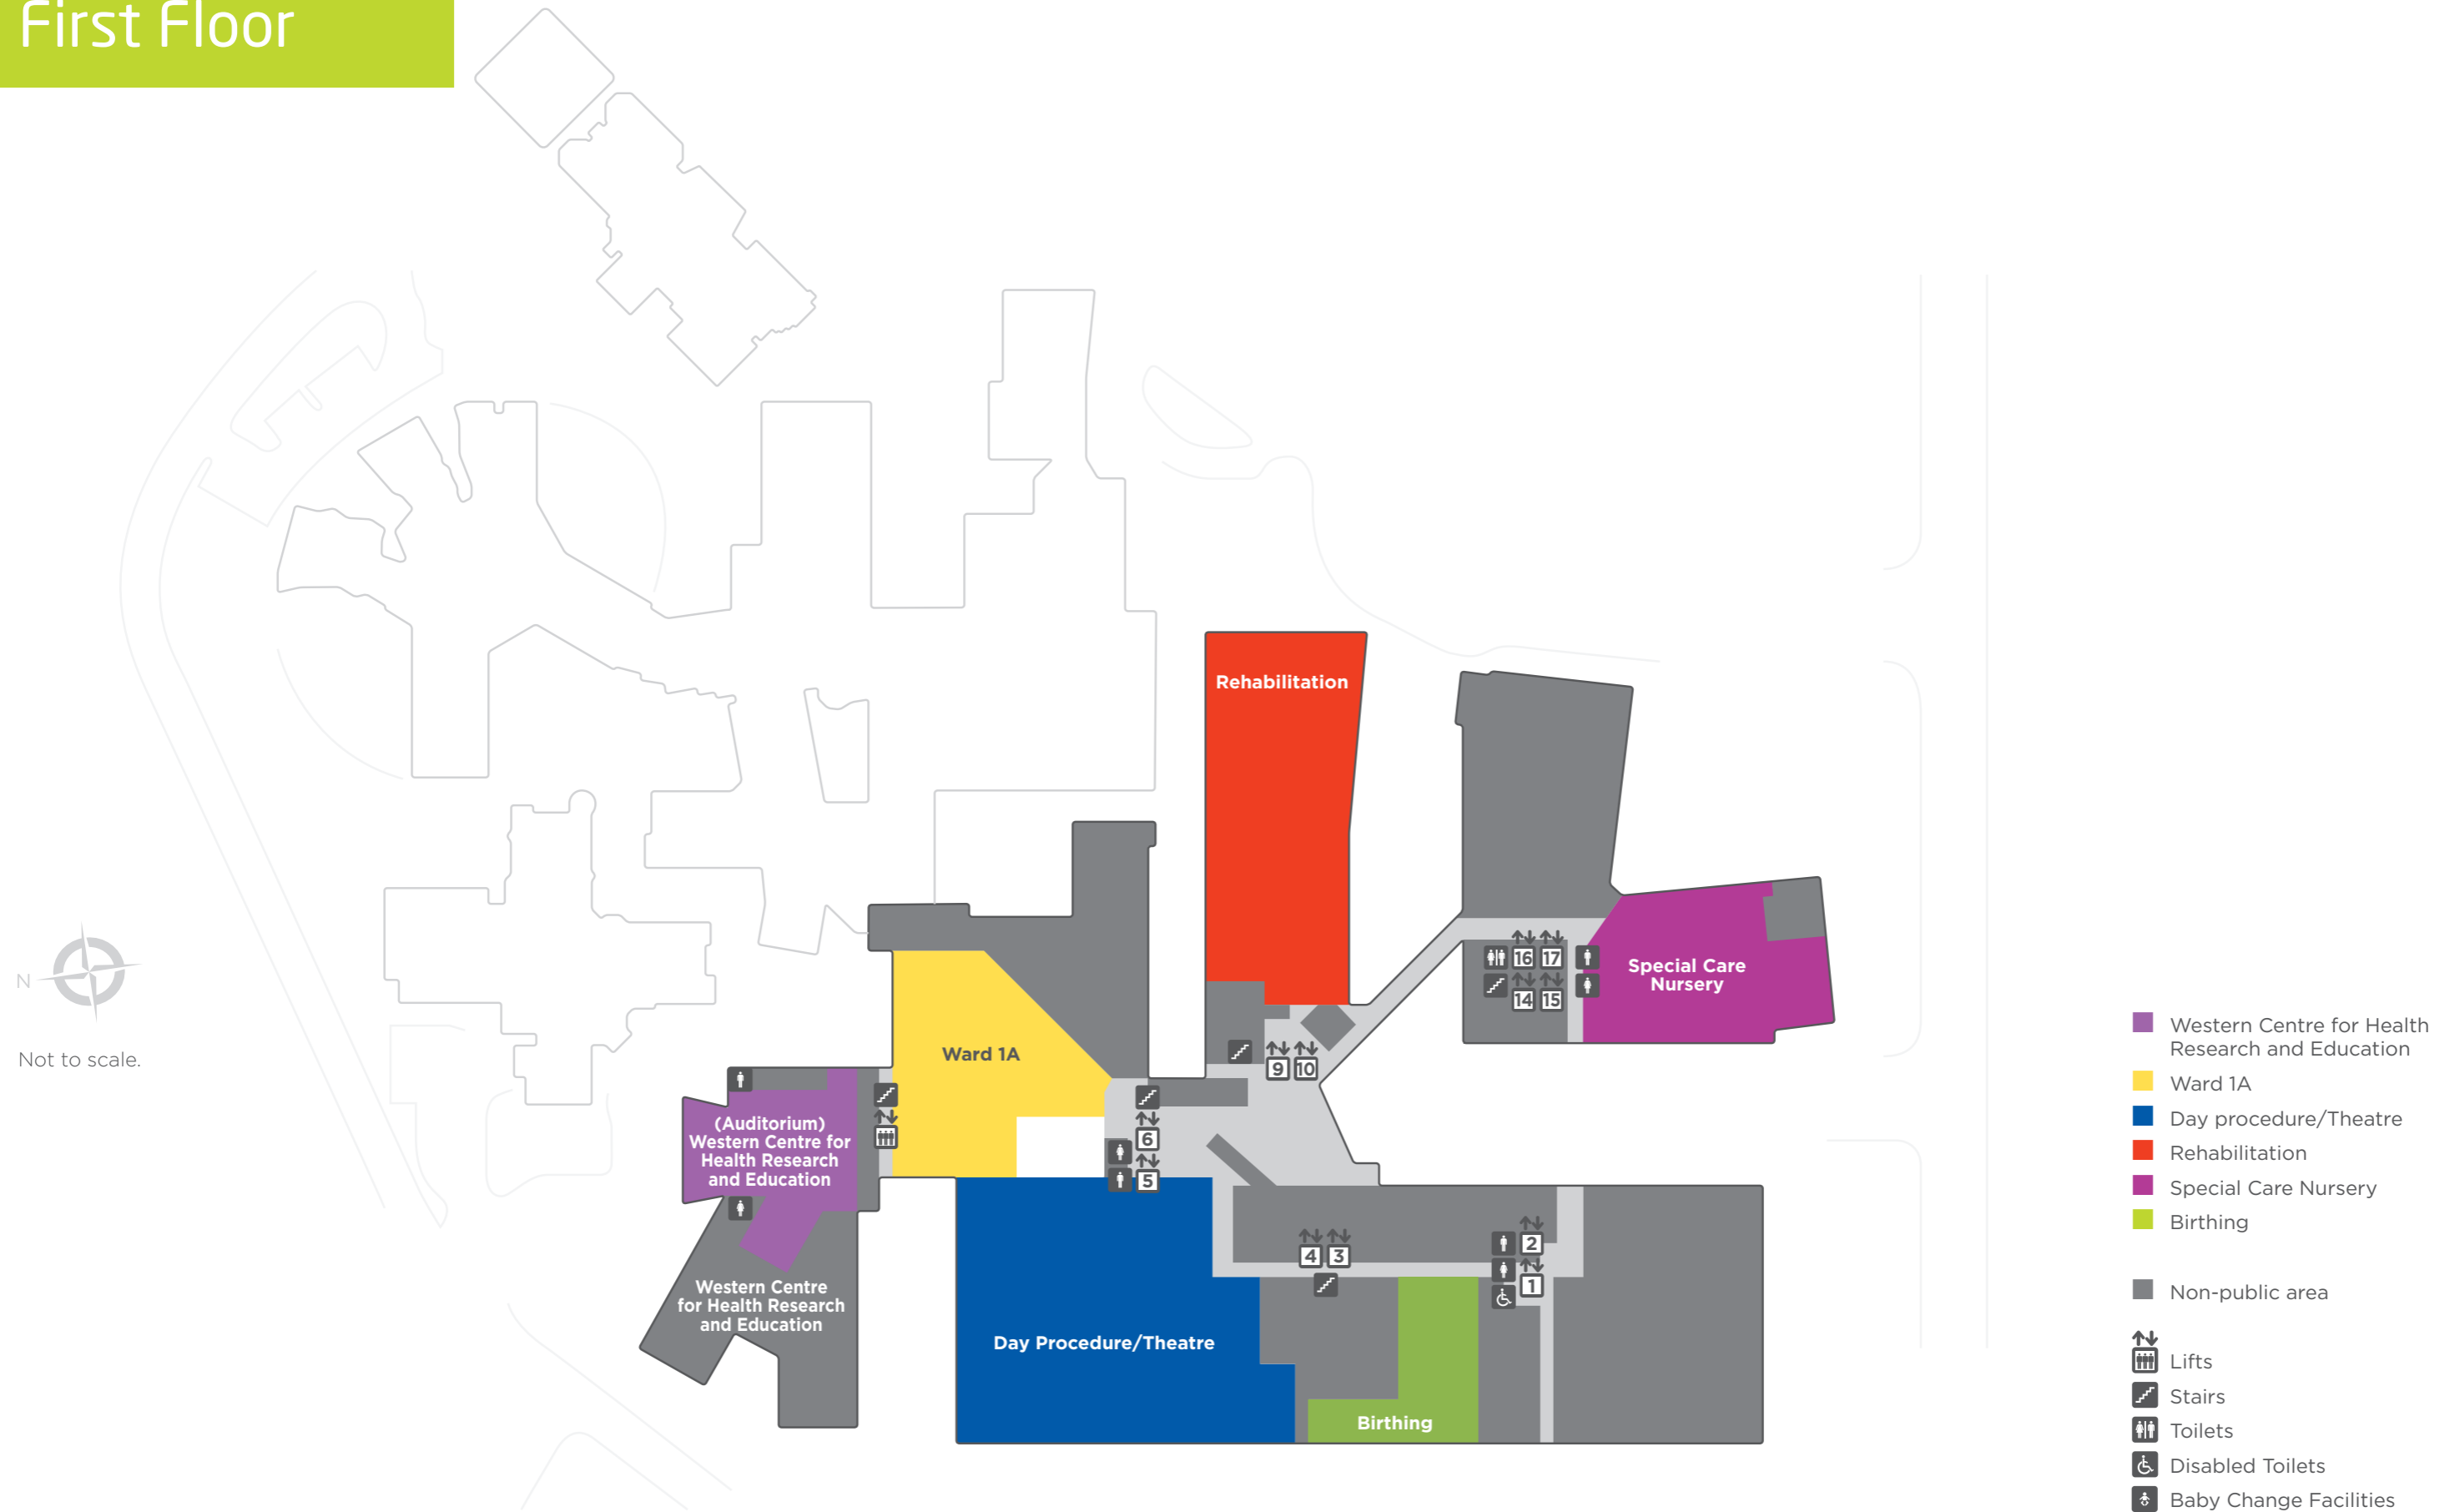 First Floor
Rehabilitation
Special Care
Nursery
16 17
14 15
9 10
Ward 1A
6
5
(Auditorium)
Western Centre for
Health Research
and Education
Western Centre
for Health Research
and Education
4 3
2
1
Day Procedure/Theatre
Birthing
N
Not to scale.
Western Centre for Health
Research and Education
Ward 1A
Day procedure/Theatre
Rehabilitation
Special Care Nursery
Birthing
Non-public area
Lifts
Stairs
Toilets
Disabled Toilets
Baby Change Facilities